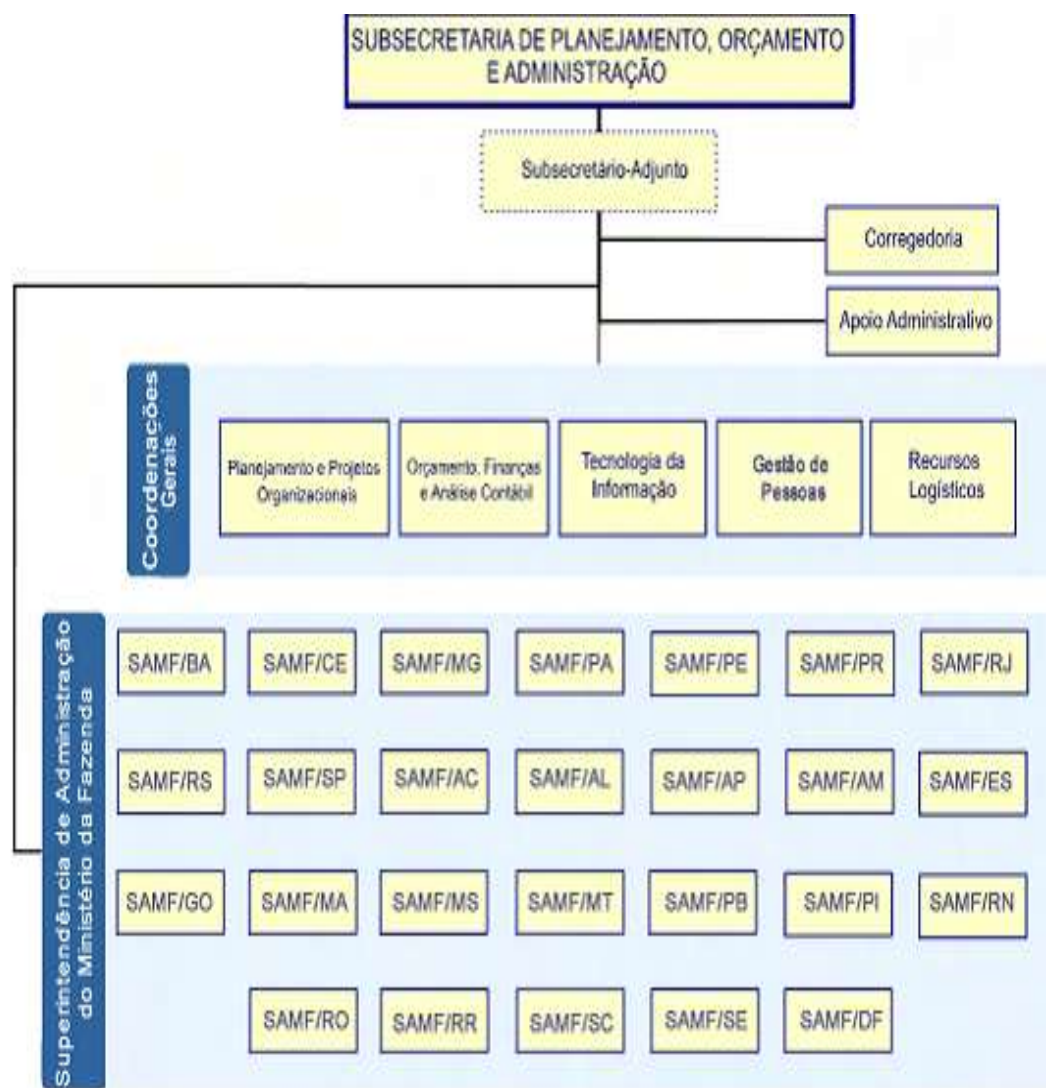 SUBSECRETARIA DE PLANEJAMENTO, ORÇAMENTO
E ADMINISTRAÇÃO
Subsecretário-Adjunto
Corregedoria
Apoio Administrativo
Coordenações
Gerais
Planejamento e Projetos
Organizacionais
Orçamento, Finanças
e Análise Contábil
Tecnologia da
Informação
Gestão de
Pessoas
Recursos
Logísticos
Superintendência de Administração
do Ministério da Fazenda
SAMF/BA
SAMF/CE
SAMF/MG
SAMF/PA
SAMF/PE
SAMF/PR
SAMF/RJ
SAMF/RS
SAMF/SP
SAMF/AC
SAMF/AL
SAMF/AP
SAMF/AM
SAMF/ES
SAMF/GO
SAMF/MA
SAMF/MS
SAMF/MT
SAMF/PB
SAMF/PI
SAMF/RN
SAMF/RO
SAMF/RR
SAMF/SC
SAMF/SE
SAMF/DF